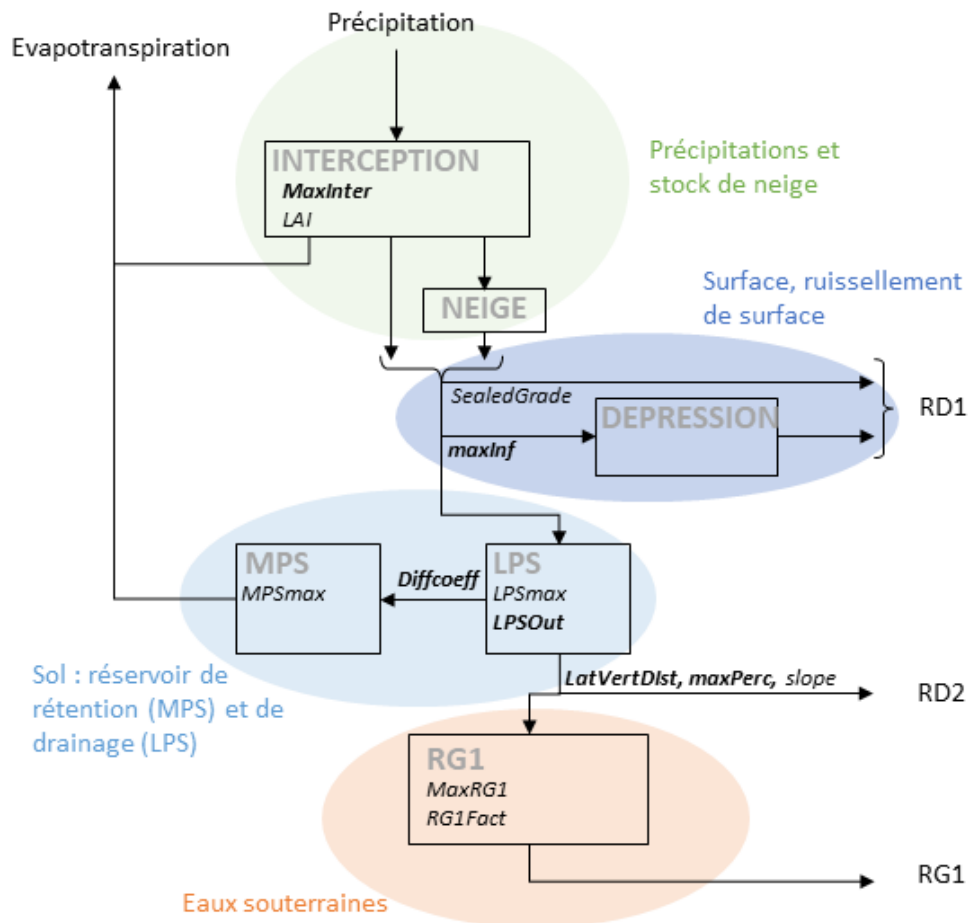 Précipitation
Evapotranspiration
INTERCEPTION
MaxInter
LAI
Précipitations et
stock de neige
NEIGE
Surface, ruissellement
de surface
SealedGrade
DEPRESSION
RD1
maxInf
MPS
MPSmax
Diffcoeff
LPS
LPSmax
LPSOut
Sol : réservoir de
rétention (MPS) et de
drainage (LPS)
LatVertDIst, maxPerc, slope
RD2
RG1
MaxRG1
RG1Fact
RG1
Eaux souterraines